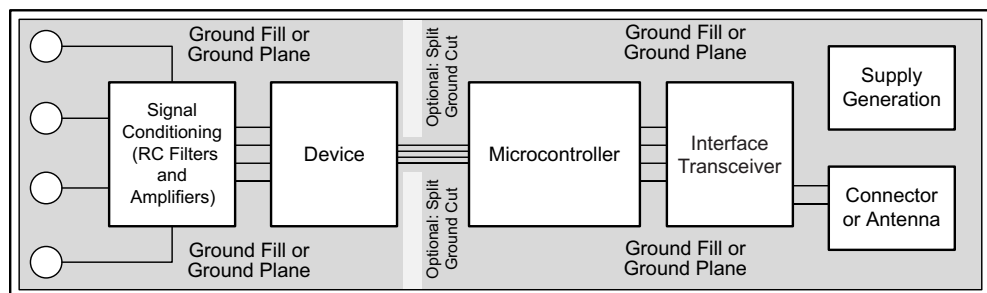 Ground Fill or
Ground Plane
Optional: Split
Ground Cut
Ground Fill or
Ground Plane
Signal
Conditioning
(RC Filters
and
Amplifiers)
Device
Microcontroller
Interface
Transceiver
Supply
Generation
Connector
or Antenna
Ground Fill or
Ground Plane
Optional: Split
Ground Cut
Ground Fill or
Ground Plane